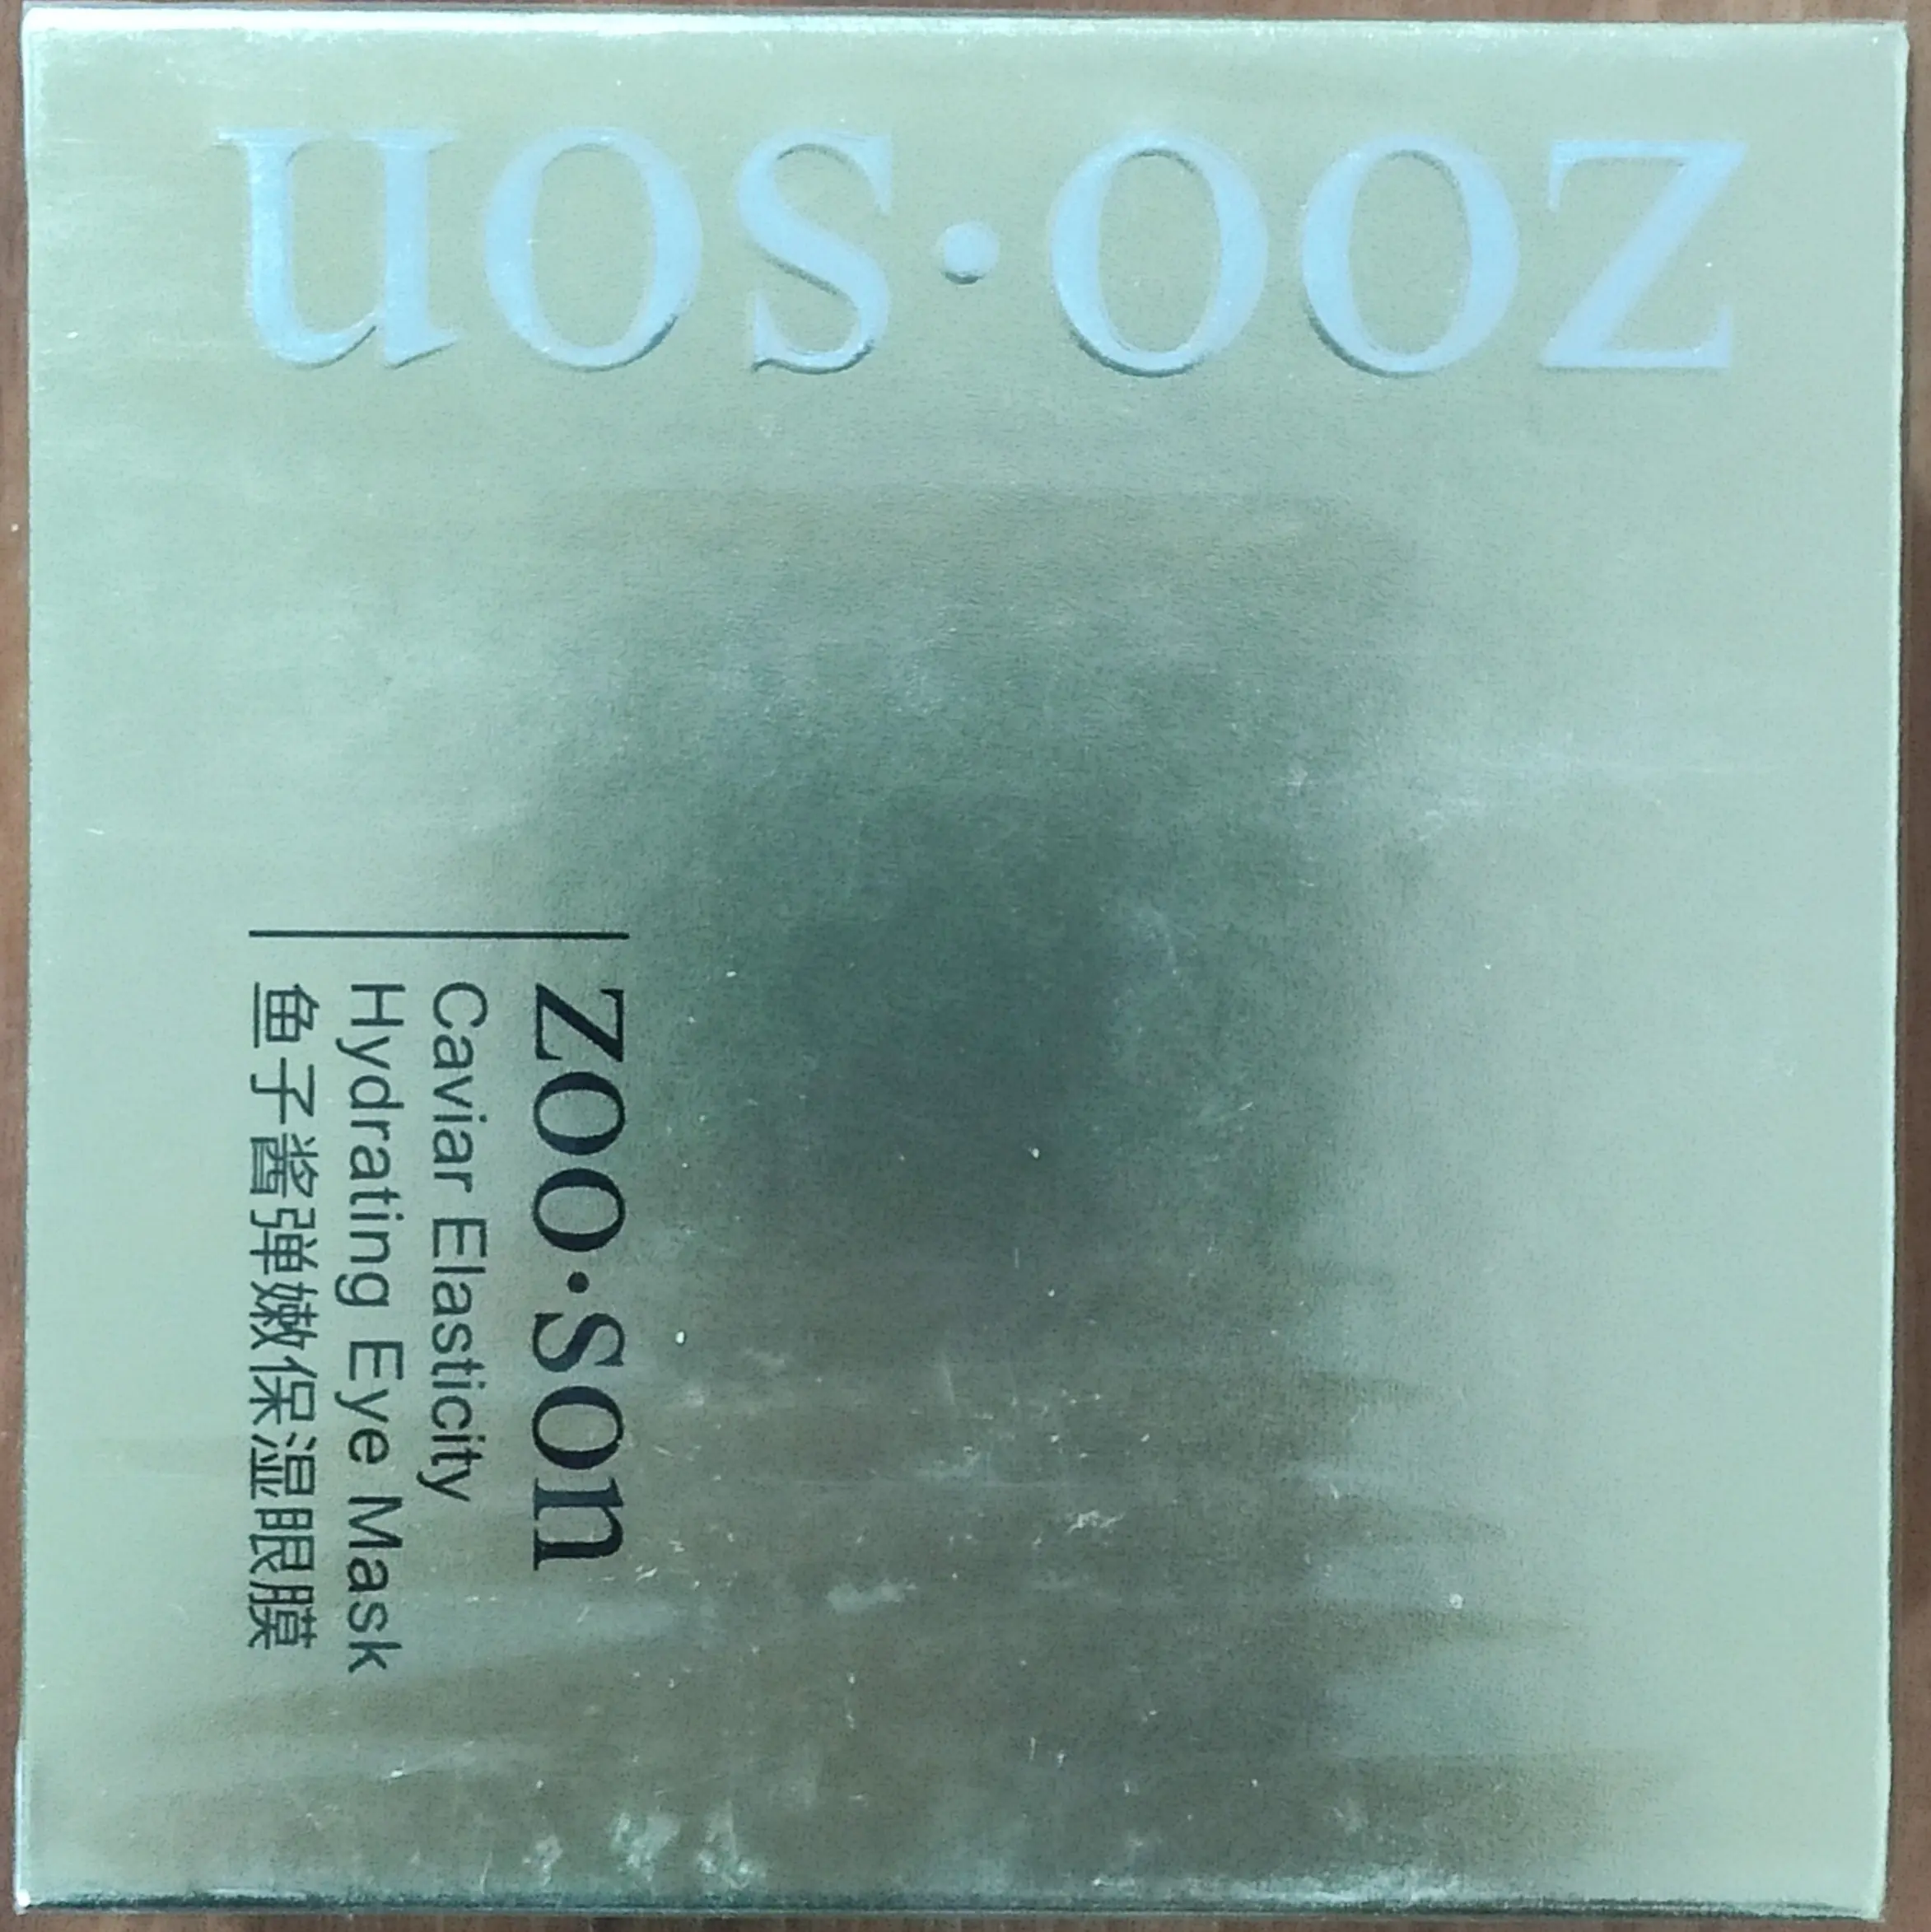 zoo·son
zoo·son
Caviar Elasticity
Hydrating Eye Mask
鱼子酱弹嫩保湿眼膜